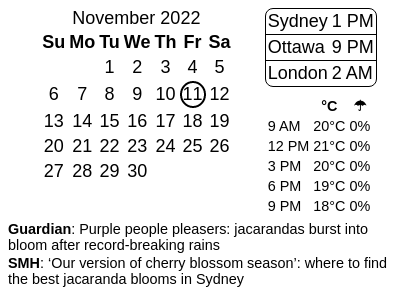 November 2022
Su Mo Tu We Th Fr Sa
1 2 3 4 5
6 7 8 9 10 11 12
13 14 15 16 17 18 19
20 21 22 23 24 25 26
27 28 29 30
Sydney 1 PM
Ottawa 9 PM
London 2 AM
°C ☂
9 AM 20°C 0%
12 PM 21°C 0%
3 PM 20°C 0%
6 PM 19°C 0%
9 PM 18°C 0%
Guardian: Purple people pleasers: jacarandas burst into
bloom after record-breaking rains
SMH: ‘Our version of cherry blossom season’: where to find
the best jacaranda blooms in Sydney